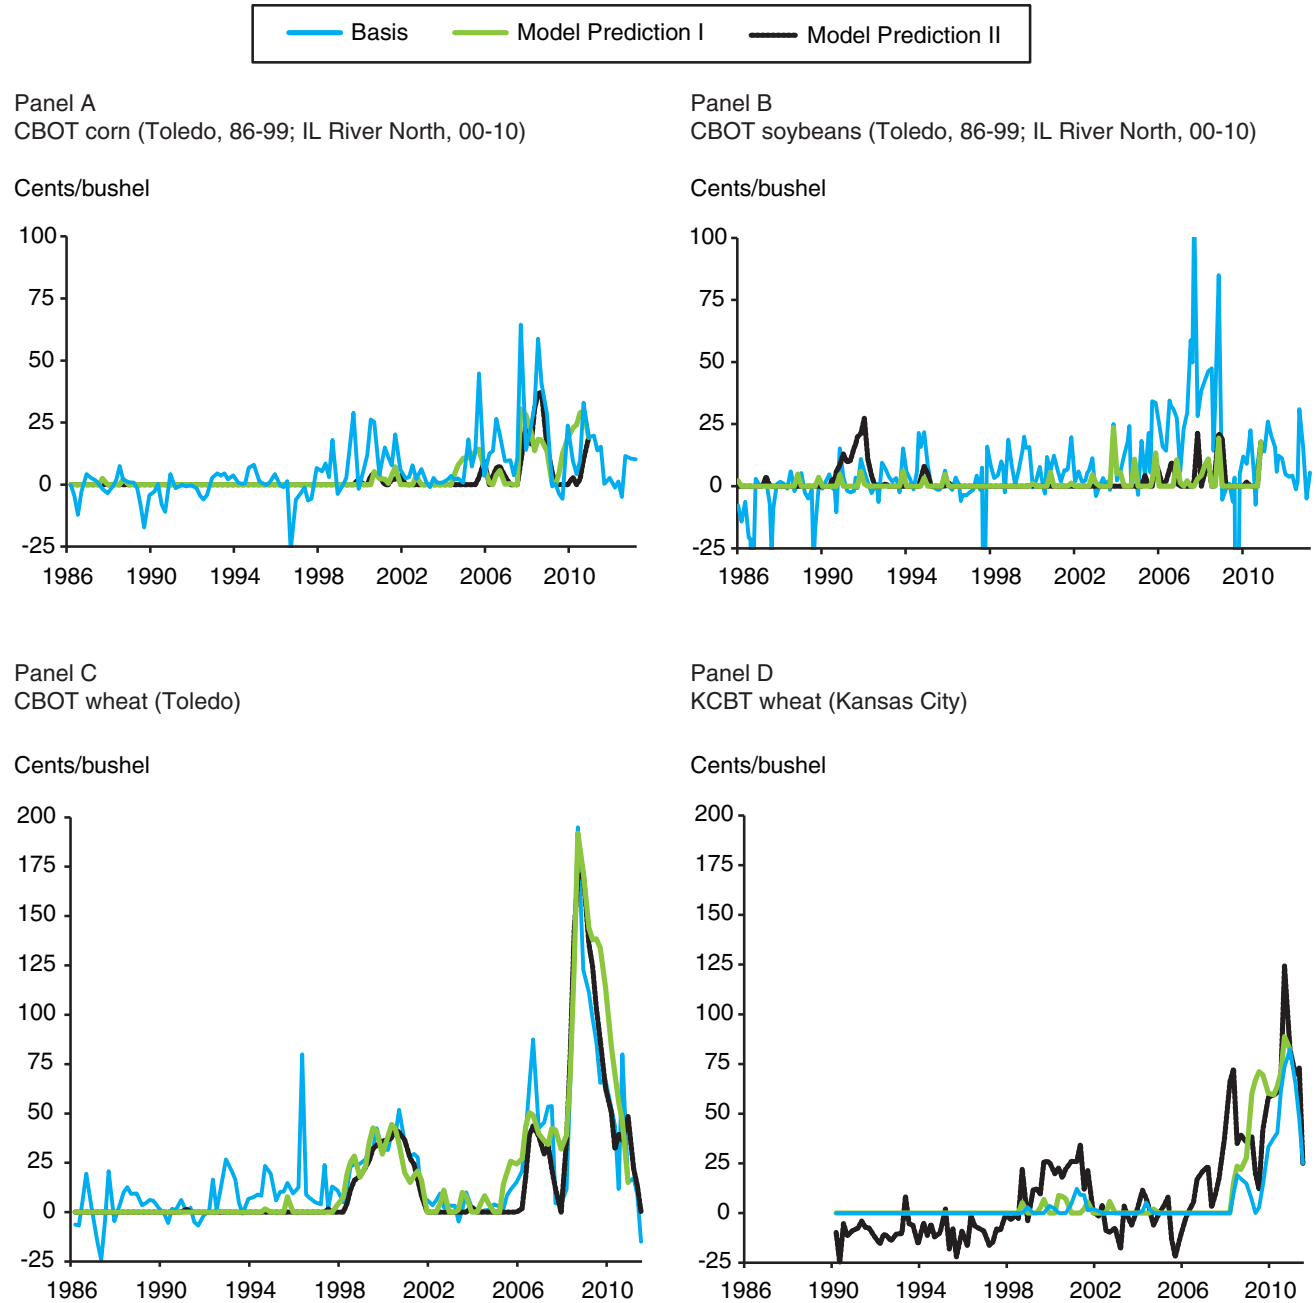 Basis Model Prediction I Model Prediction II
Panel A
CBOT corn (Toledo, 86-99; IL River North, 00-10)
Cents/bushel
100
75
50
25
0
-25
1986 1990 1994 1998 2002 2006 2010
Panel B
CBOT soybeans (Toledo, 86-99; IL River North, 00-10)
Cents/bushel
100
75
50
25
0
-25
1986 1990 1994 1998 2002 2006 2010
Panel C
CBOT wheat (Toledo)
Cents/bushel
200
175
150
125
100
75
50
25
0
-25
1986 1990 1994 1998 2002 2006 2010
Panel D
KCBT wheat (Kansas City)
Cents/bushel
200
175
150
125
100
75
50
25
0
-25
1986 1990 1994 1998 2002 2006 2010